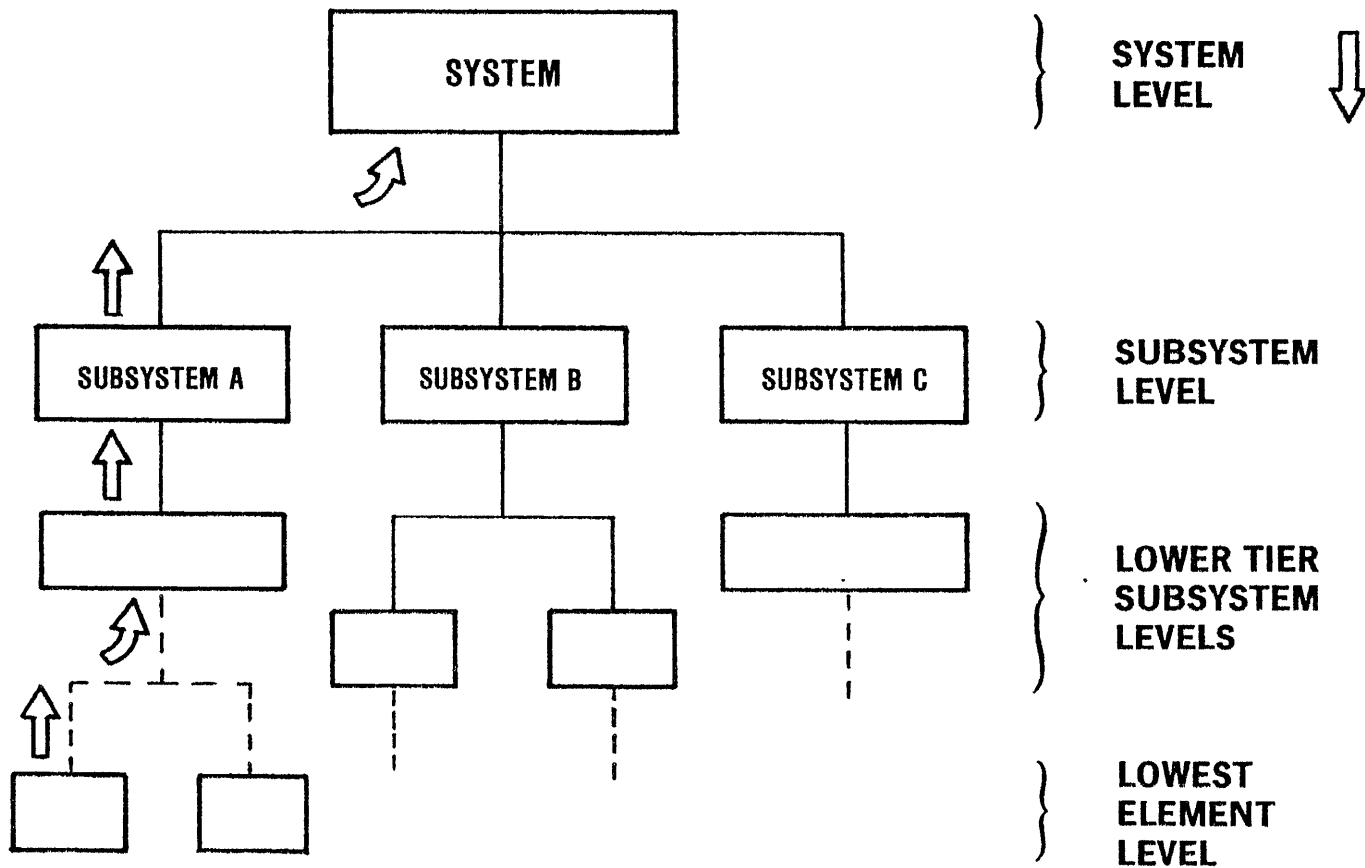 SYSTEM
SYSTEM
LEVEL
SUBSYSTEM A
SUBSYSTEM B
SUBSYSTEM C
SUBSYSTEM
LEVEL
LOWER TIER
SUBSYSTEM
LEVELS
LOWEST
ELEMENT
LEVEL